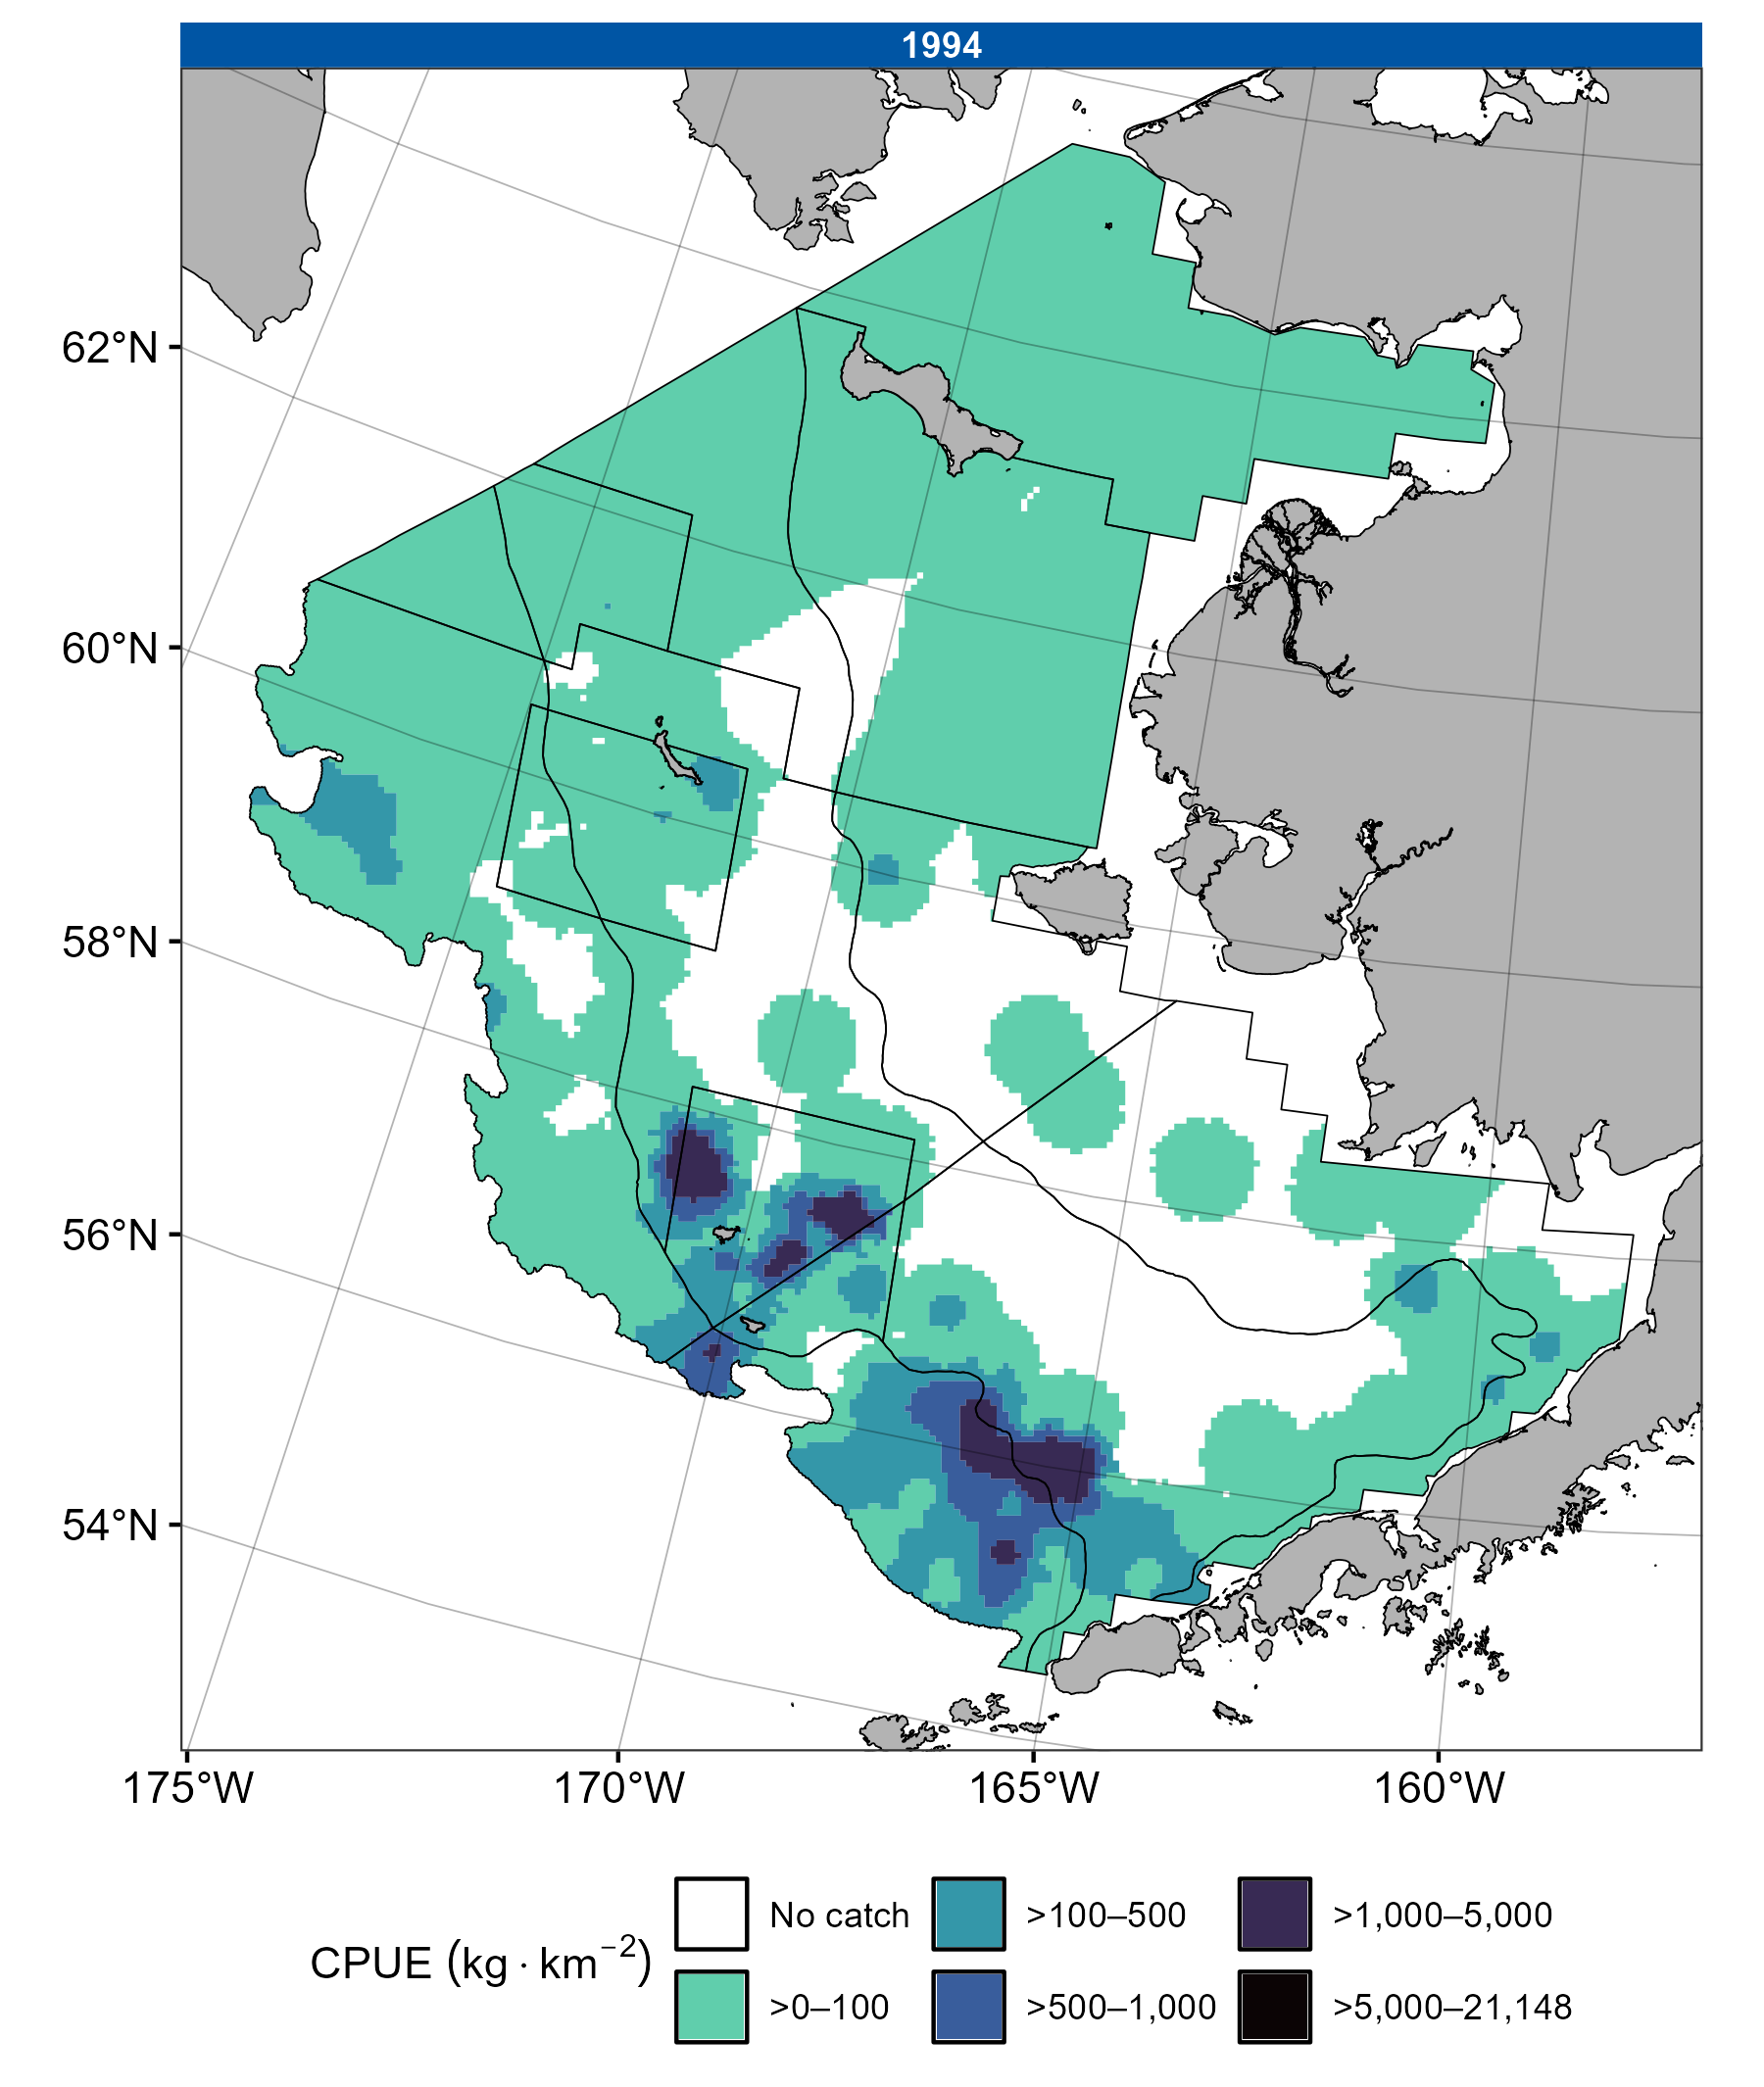 1994
62°N
60°N
58°N
56°N
54°N
175°W 170°W 165°W 160°W
CPUE (kg · km−2)
No catch >100–500 >1,000–5,000
>0–100 >500–1,000 >5,000–21,148